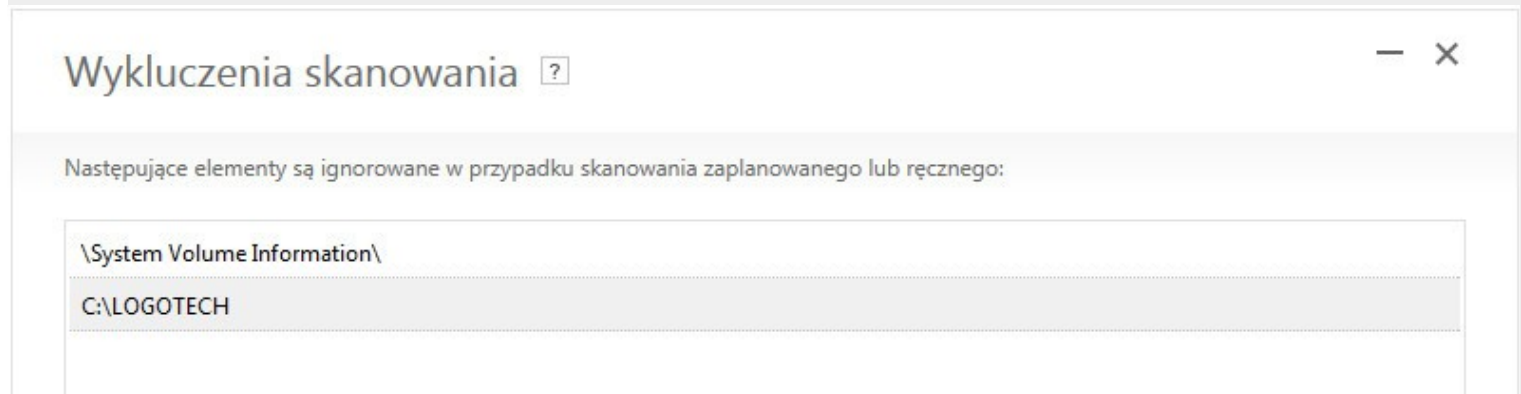 Wykluczenia skanowania ?
Następujące elementy są ignorowane w przypadku skanowania zaplanowanego lub ręcznego:
\System Volume Information\
C:\LOGOTECH